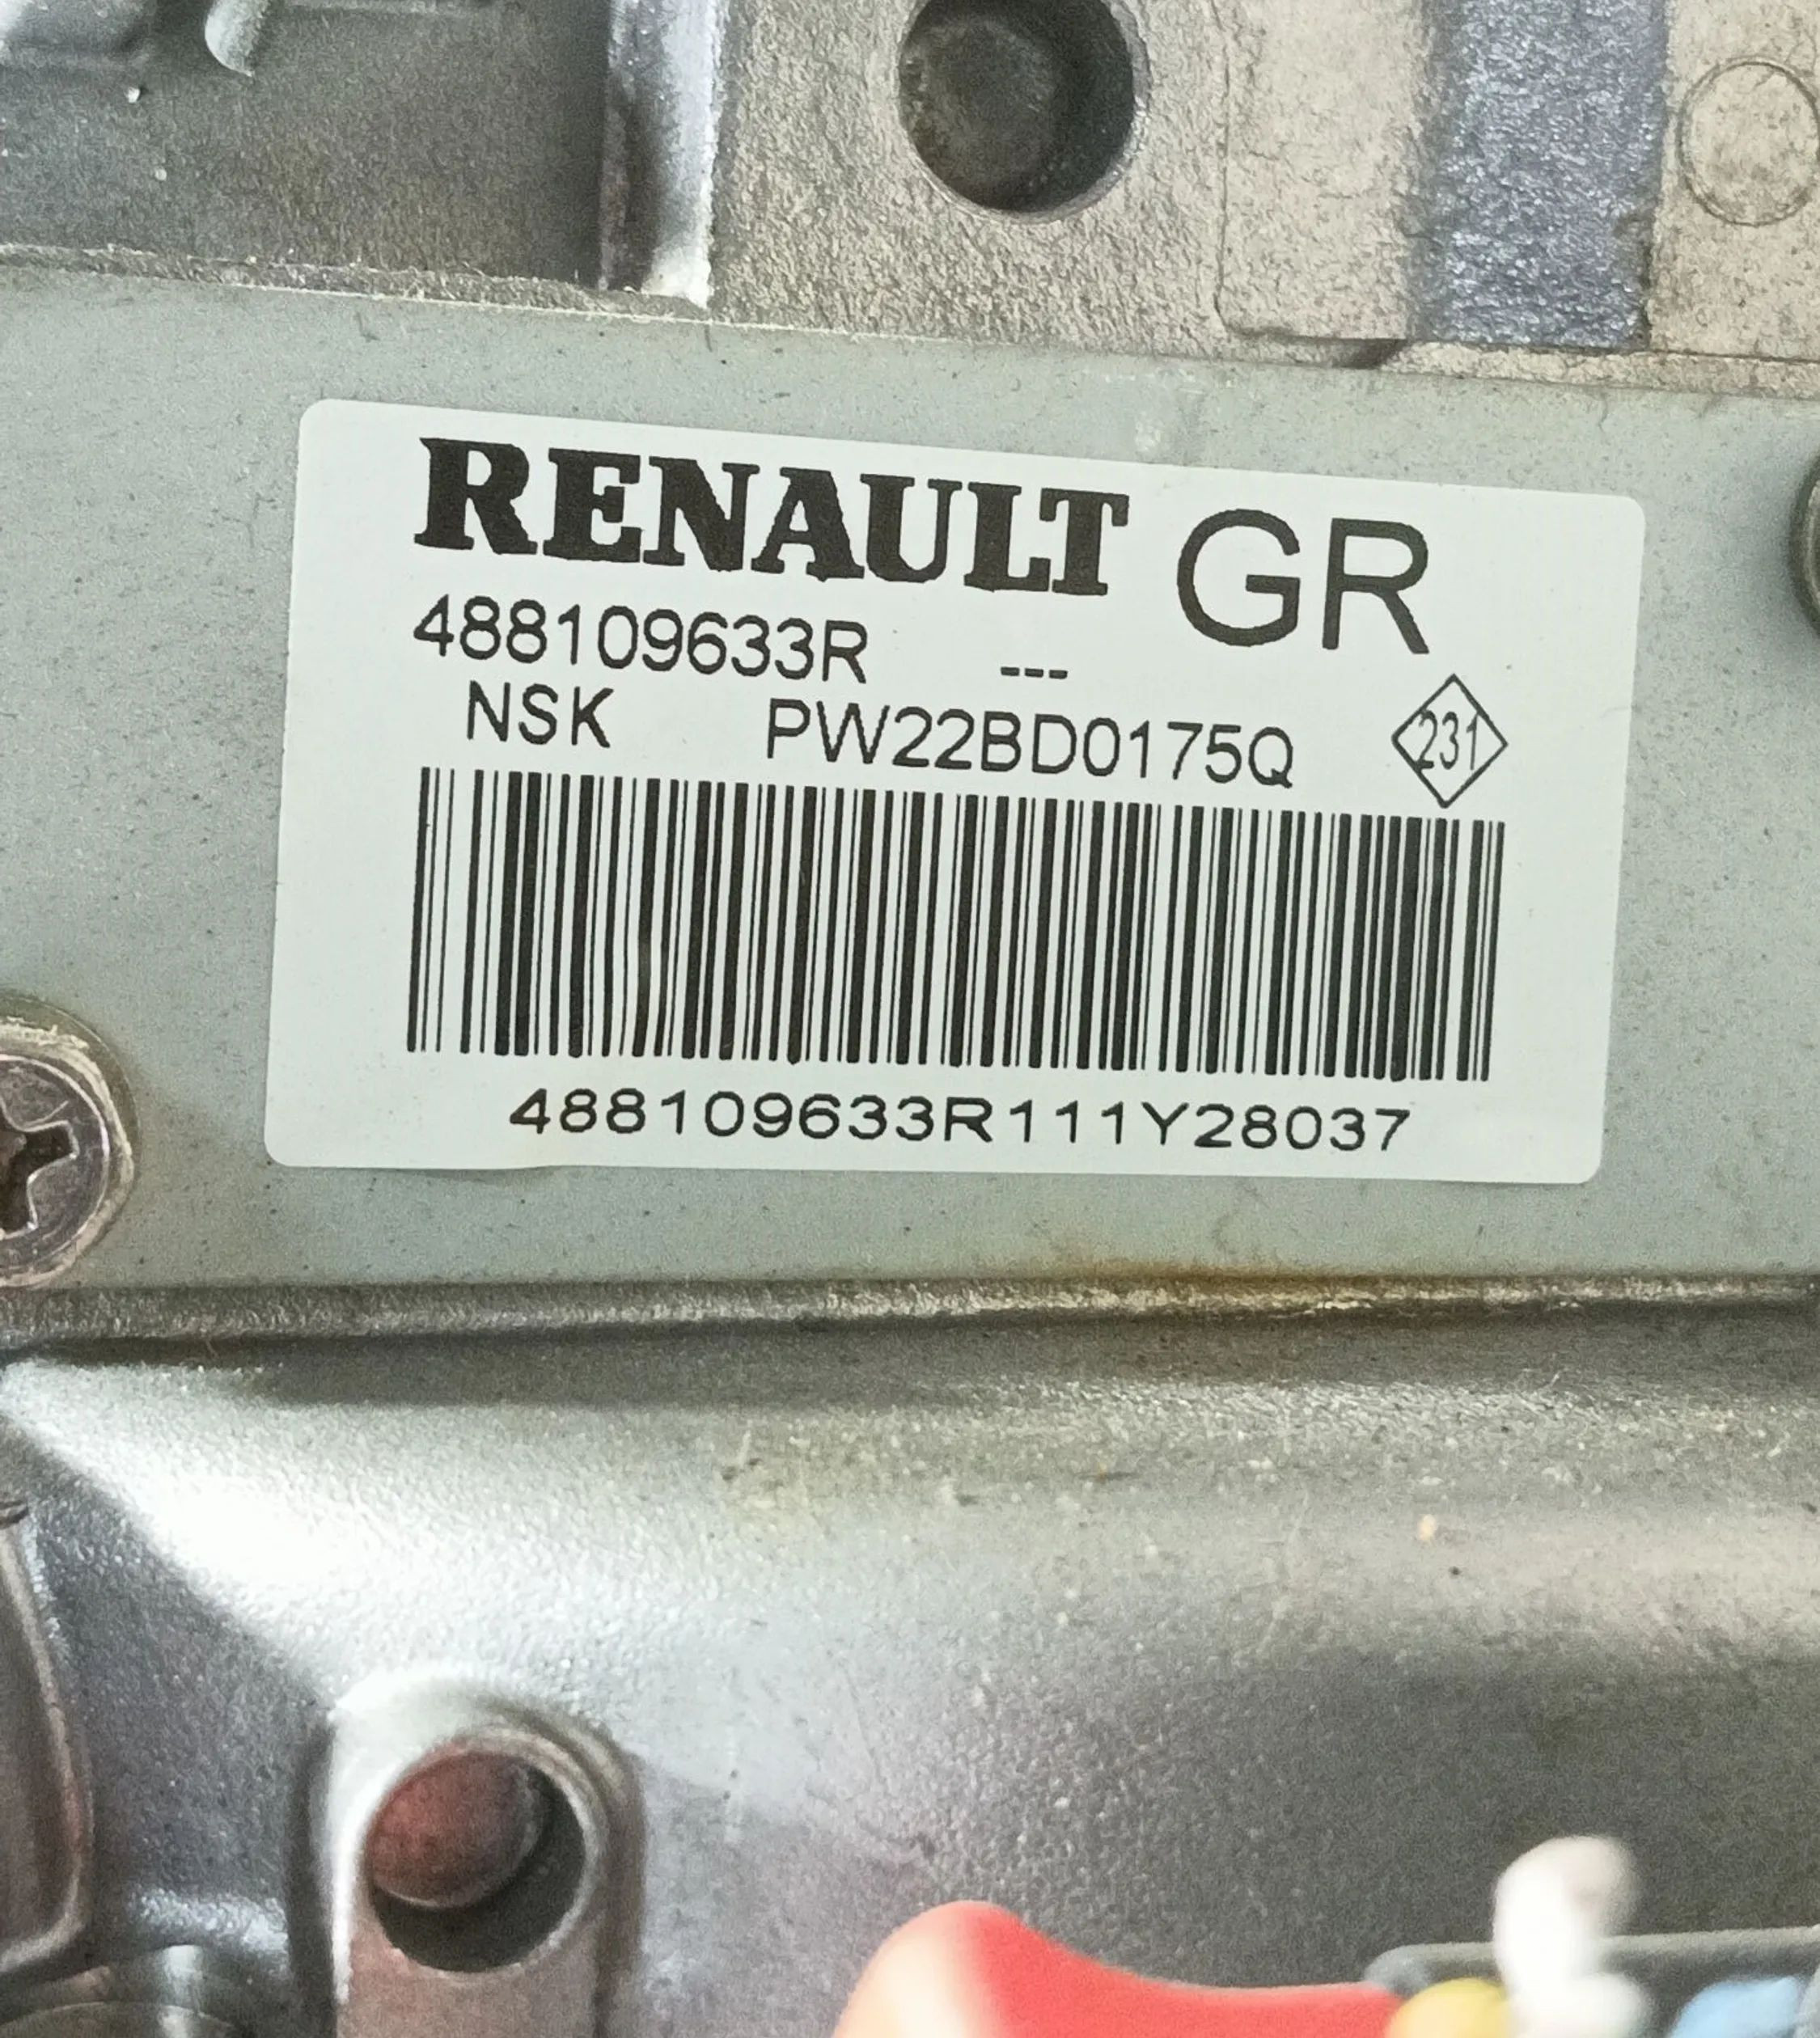 RENAULT GR
488109633R ---
NSK PW22BD0175Q 231
488109633R111Y28037